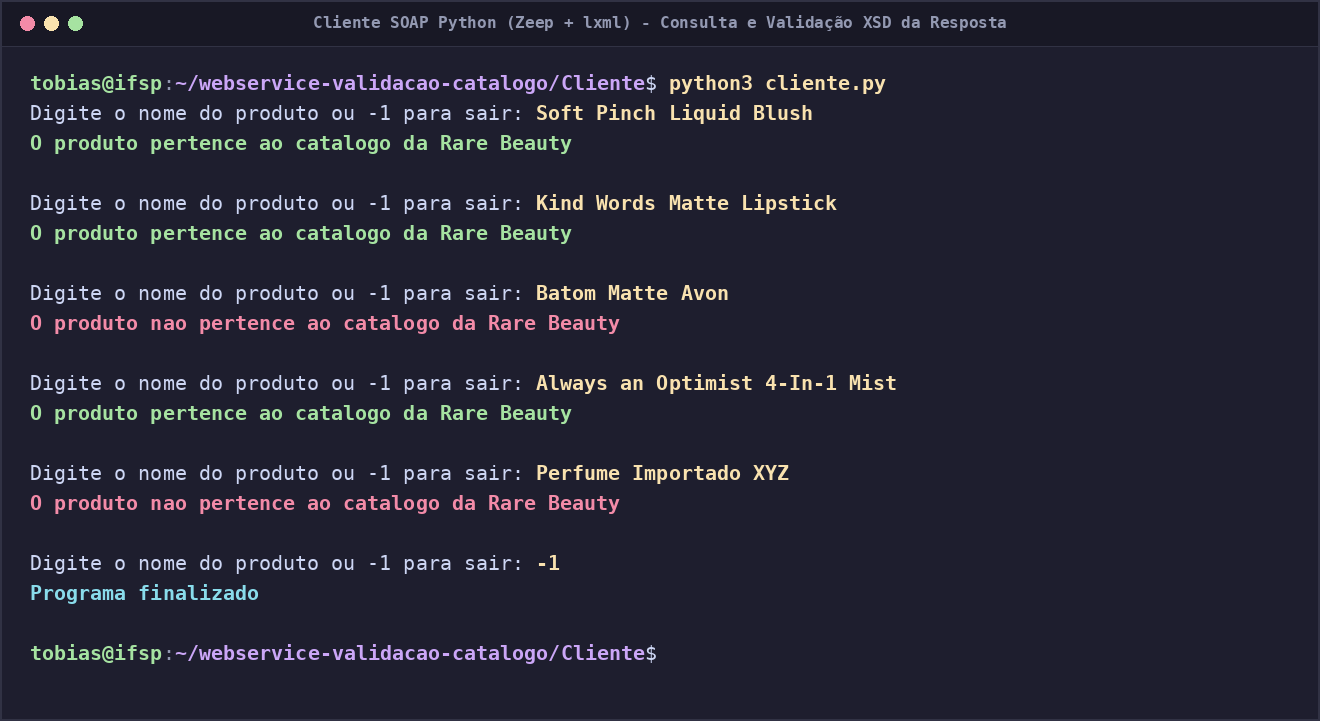 Cliente SOAP Python (Zeep + lxml) - Consulta e Validação XSD da Resposta
tobias@ifsp:~/webservice-validacao-catalogo/Cliente$ python3 cliente.py
Digite o nome do produto ou -1 para sair: Soft Pinch Liquid Blush
O produto pertence ao catalogo da Rare Beauty
Digite o nome do produto ou -1 para sair: Kind Words Matte Lipstick
O produto pertence ao catalogo da Rare Beauty
Digite o nome do produto ou -1 para sair: Batom Matte Avon
O produto nao pertence ao catalogo da Rare Beauty
Digite o nome do produto ou -1 para sair: Always an Optimist 4-In-1 Mist
O produto pertence ao catalogo da Rare Beauty
Digite o nome do produto ou -1 para sair: Perfume Importado XYZ
O produto nao pertence ao catalogo da Rare Beauty
Digite o nome do produto ou -1 para sair: -1
Programa finalizado
tobias@ifsp:~/webservice-validacao-catalogo/Cliente$